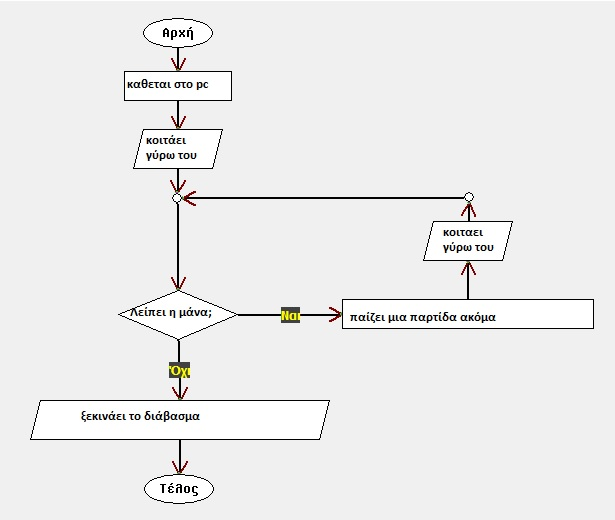 Αρχή
καθεται στο pc
κοιτάει
γύρω του
κοιταει
γύρω του
Λείπει η μάνα;
Ναι
παίζει μια παρτίδα ακόμα
Όχι
ξεκινάει το διάβασμα
Τέλος